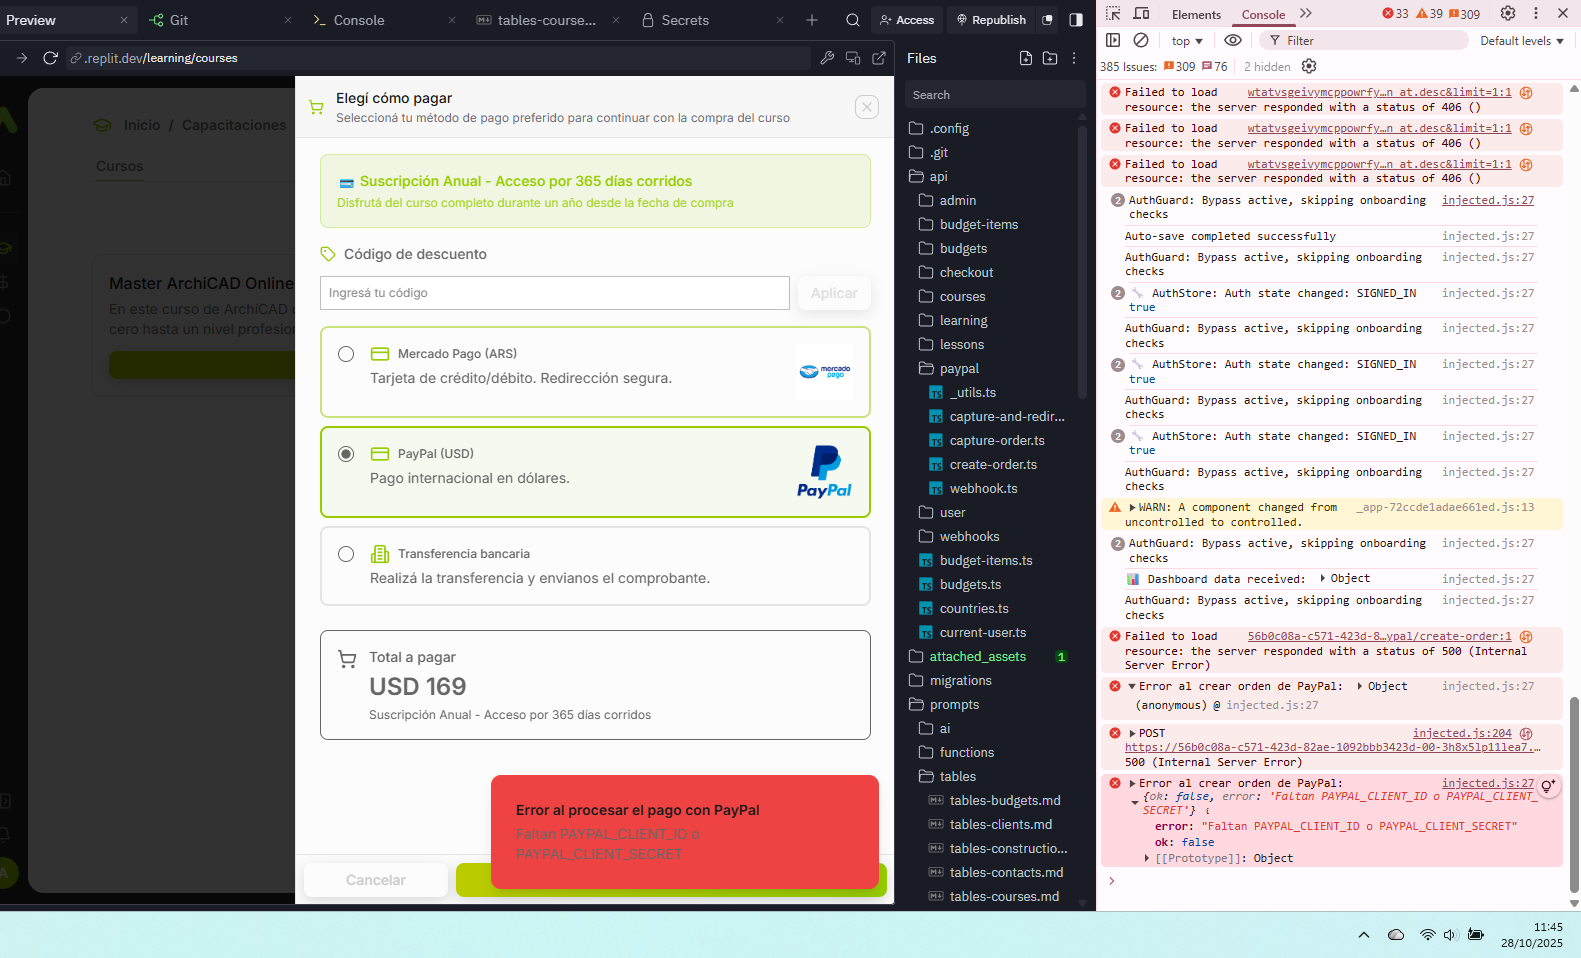 Preview
Git
Console
tables-course...
Secrets
Access
Republish
.replit.dev/learning/courses
Inicio / Capacitaciones
Cursos
Master ArchiCAD Online
En este curso de ArchiCAD
cero hasta un nivel profesion
Elegí cómo pagar
Seleccioná tu método de pago preferido para continuar con la compra del curso
Suscripción Anual - Acceso por 365 días corridos
Disfrutá del curso completo durante un año desde la fecha de compra
Código de descuento
Ingresá tu código
Aplicar
Mercado Pago (ARS)
Tarjeta de crédito/débito. Redirección segura.
mercado
pago
PayPal (USD)
Pago internacional en dólares.
PayPal
Transferencia bancaria
Realizá la transferencia y envianos el comprobante.
Total a pagar
USD 169
Suscripción Anual - Acceso por 365 días corridos
Error al procesar el pago con PayPal
Faltan PAYPAL_CLIENT_ID o
PAYPAL_CLIENT_SECRET
Cancelar
A
Files
Search
.config
.git
api
admin
budget-items
budgets
checkout
courses
learning
lessons
paypal
_utils.ts
capture-and-redir...
capture-order.ts
create-order.ts
webhook.ts
user
webhooks
budget-items.ts
budgets.ts
countries.ts
current-user.ts
attached_assets 1
migrations
prompts
ai
functions
tables
tables-budgets.md
tables-clients.md
tables-constructio...
tables-contacts.md
tables-courses.md
Elements
Console
33 39 309
top
Filter
Default levels
385 Issues: 309 76 2 hidden
Failed to load wtatvsgeivymcppowrfy…n_at.desc&limit=1:1
resource: the server responded with a status of 406 ()
Failed to load wtatvsgeivymcppowrfy…n_at.desc&limit=1:1
resource: the server responded with a status of 406 ()
Failed to load wtatvsgeivymcppowrfy…n_at.desc&limit=1:1
resource: the server responded with a status of 406 ()
2 AuthGuard: Bypass active, skipping onboarding injected.js:27
checks
Auto-save completed successfully injected.js:27
AuthGuard: Bypass active, skipping onboarding injected.js:27
checks
2 AuthStore: Auth state changed: SIGNED_IN injected.js:27
true
AuthGuard: Bypass active, skipping onboarding injected.js:27
checks
2 AuthStore: Auth state changed: SIGNED_IN injected.js:27
true
AuthGuard: Bypass active, skipping onboarding injected.js:27
checks
2 AuthStore: Auth state changed: SIGNED_IN injected.js:27
true
AuthGuard: Bypass active, skipping onboarding injected.js:27
checks
WARN: A component changed from _app-72ccde1adae661ed.js:13
uncontrolled to controlled.
2 AuthGuard: Bypass active, skipping onboarding injected.js:27
checks
Dashboard data received: Object injected.js:27
AuthGuard: Bypass active, skipping onboarding injected.js:27
checks
Failed to load 56b0c08a-c571-423d-8…ypal/create-order:1
resource: the server responded with a status of 500 (Internal
Server Error)
Error al crear orden de PayPal: Object injected.js:27
(anonymous) @ injected.js:27
POST injected.js:204
https://56b0c08a-c571-423d-82ae-1092bbb3423d-00-3h8x5lp11lea7.…
500 (Internal Server Error)
Error al crear orden de PayPal: injected.js:27
{ok: false, error: 'Faltan PAYPAL_CLIENT_ID o PAYPAL_CLIENT_
SECRET'} i
error: "Faltan PAYPAL_CLIENT_ID o PAYPAL_CLIENT_SECRET"
ok: false
[[Prototype]]: Object
11:45
28/10/2025